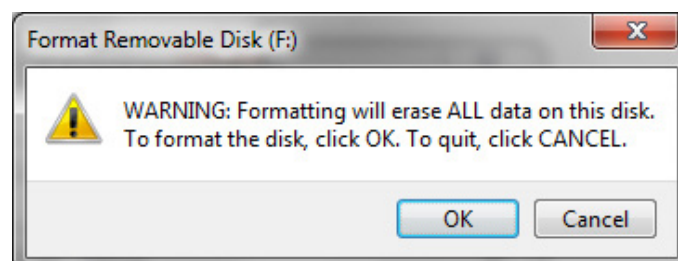 Format Removable Disk (F:)
WARNING: Formatting will erase ALL data on this disk.
To format the disk, click OK. To quit, click CANCEL.
OK
Cancel